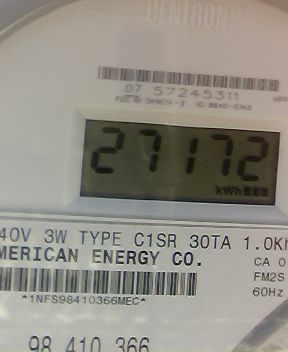 CENTRON
07 57245311
27172
kWh
40V 3W TYPE C1SR 30TA 1.0Kh
MERICAN ENERGY CO.
CA 0
FM2S
60Hz
*1NFS98410366MEC*
98 410 366